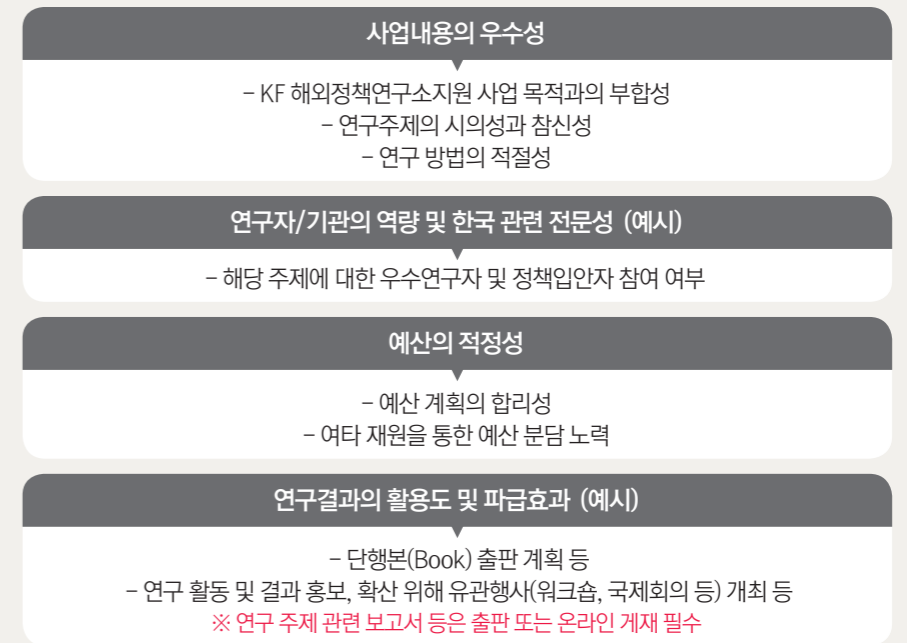 사업내용의 우수성
– KF 해외정책연구소지원 사업 목적과의 부합성
– 연구주제의 시의성과 참신성
– 연구 방법의 적절성
연구자/기관의 역량 및 한국 관련 전문성 (예시)
– 해당 주제에 대한 우수연구자 및 정책입안자 참여 여부
예산의 적정성
– 예산 계획의 합리성
– 여타 재원을 통한 예산 분담 노력
연구결과의 활용도 및 파급효과 (예시)
– 단행본(Book) 출판 계획 등
– 연구 활동 및 결과 홍보, 확산 위해 유관행사(워크숍, 국제회의 등) 개최 등
※ 연구 주제 관련 보고서 등은 출판 또는 온라인 게재 필수